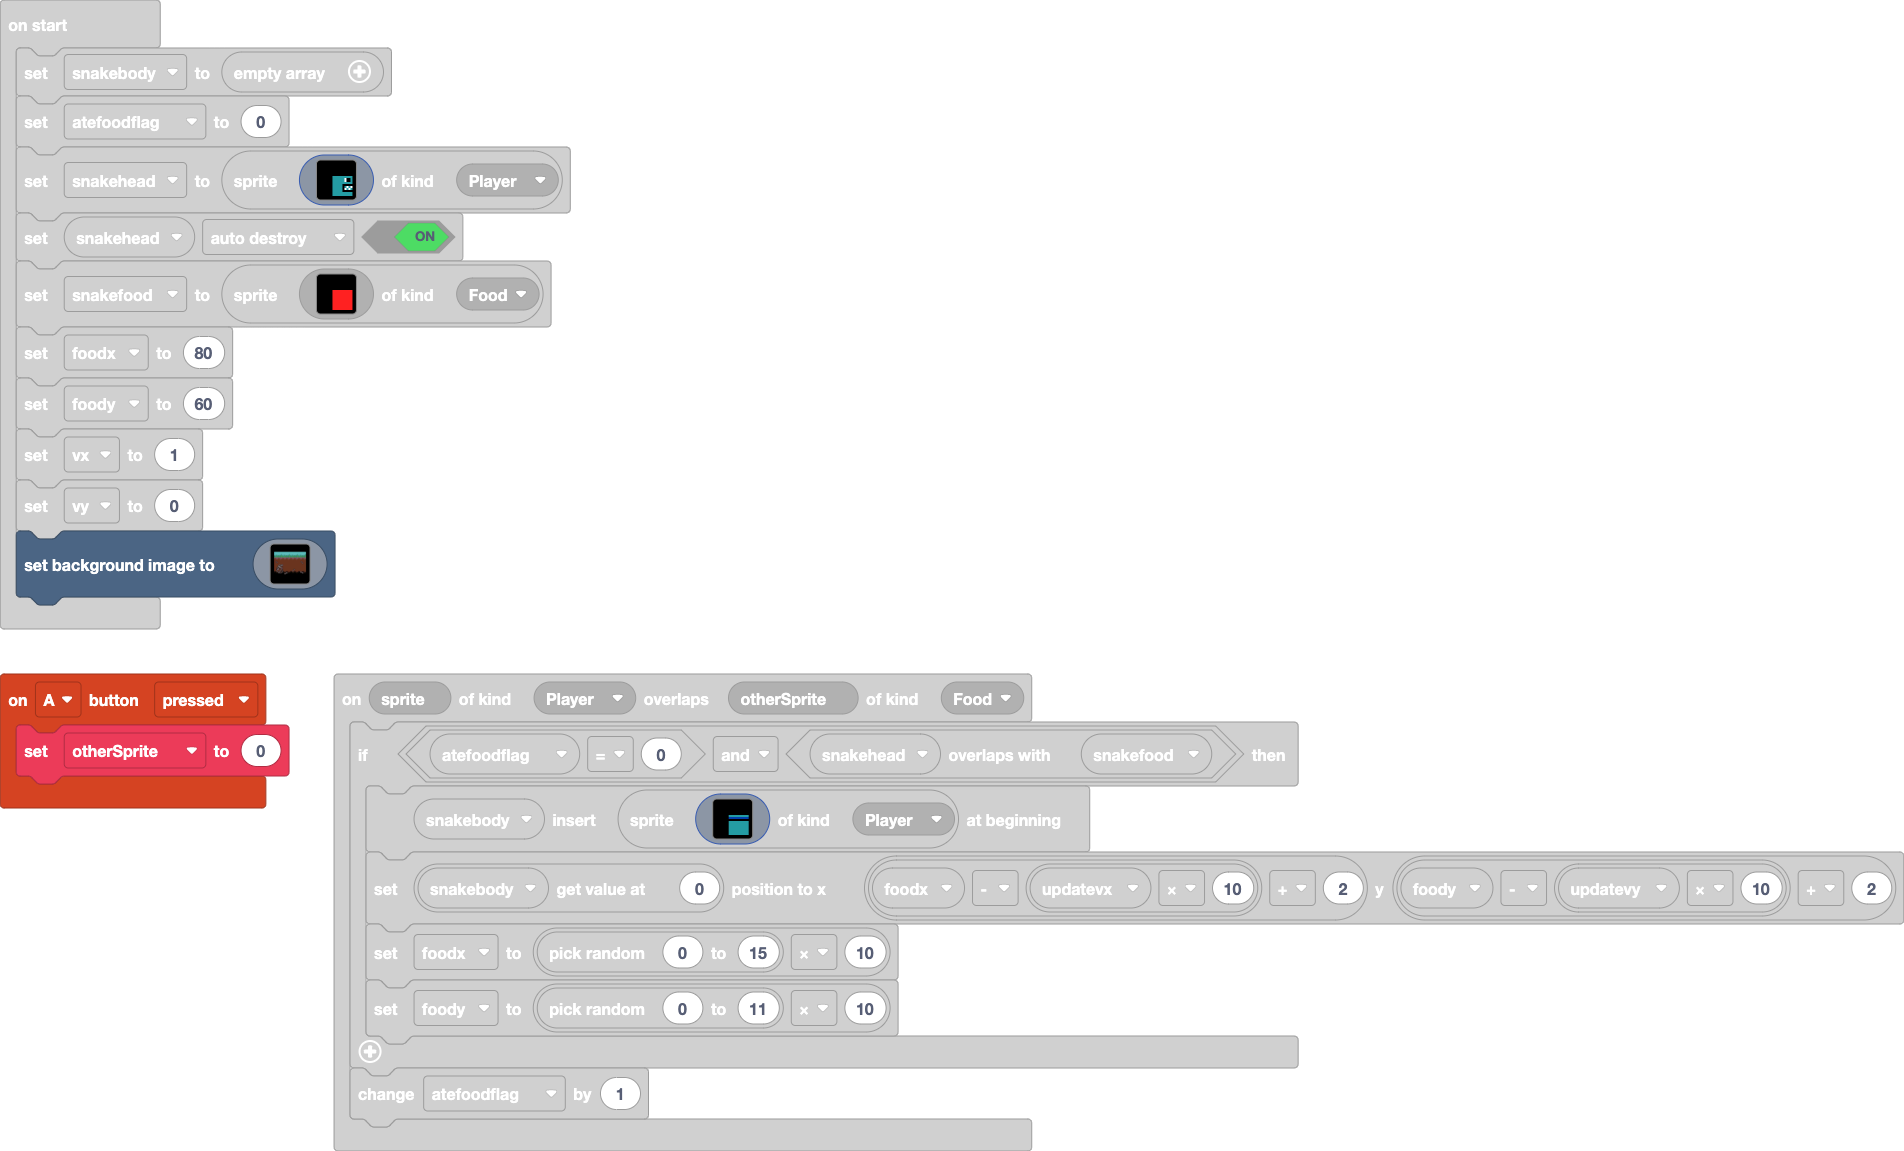 on start
set snakebody to empty array
set atefoodflag to 0
set snakehead to sprite of kind Player
set snakehead auto destroy ON
set snakefood to sprite of kind Food
set foodx to 80
set foody to 60
set vx to 1
set vy to 0
set background image to
on A button pressed
set otherSprite to 0
on sprite of kind Player overlaps otherSprite of kind Food
if atefoodflag = 0 and snakehead overlaps with snakefood then
snakebody insert sprite of kind Player at beginning
set snakebody get value at 0 position to x foodx - updatevx × 10 + 2 y foody - updatevy × 10 + 2
set foodx to pick random 0 to 15 × 10
set foody to pick random 0 to 11 × 10
change atefoodflag by 1